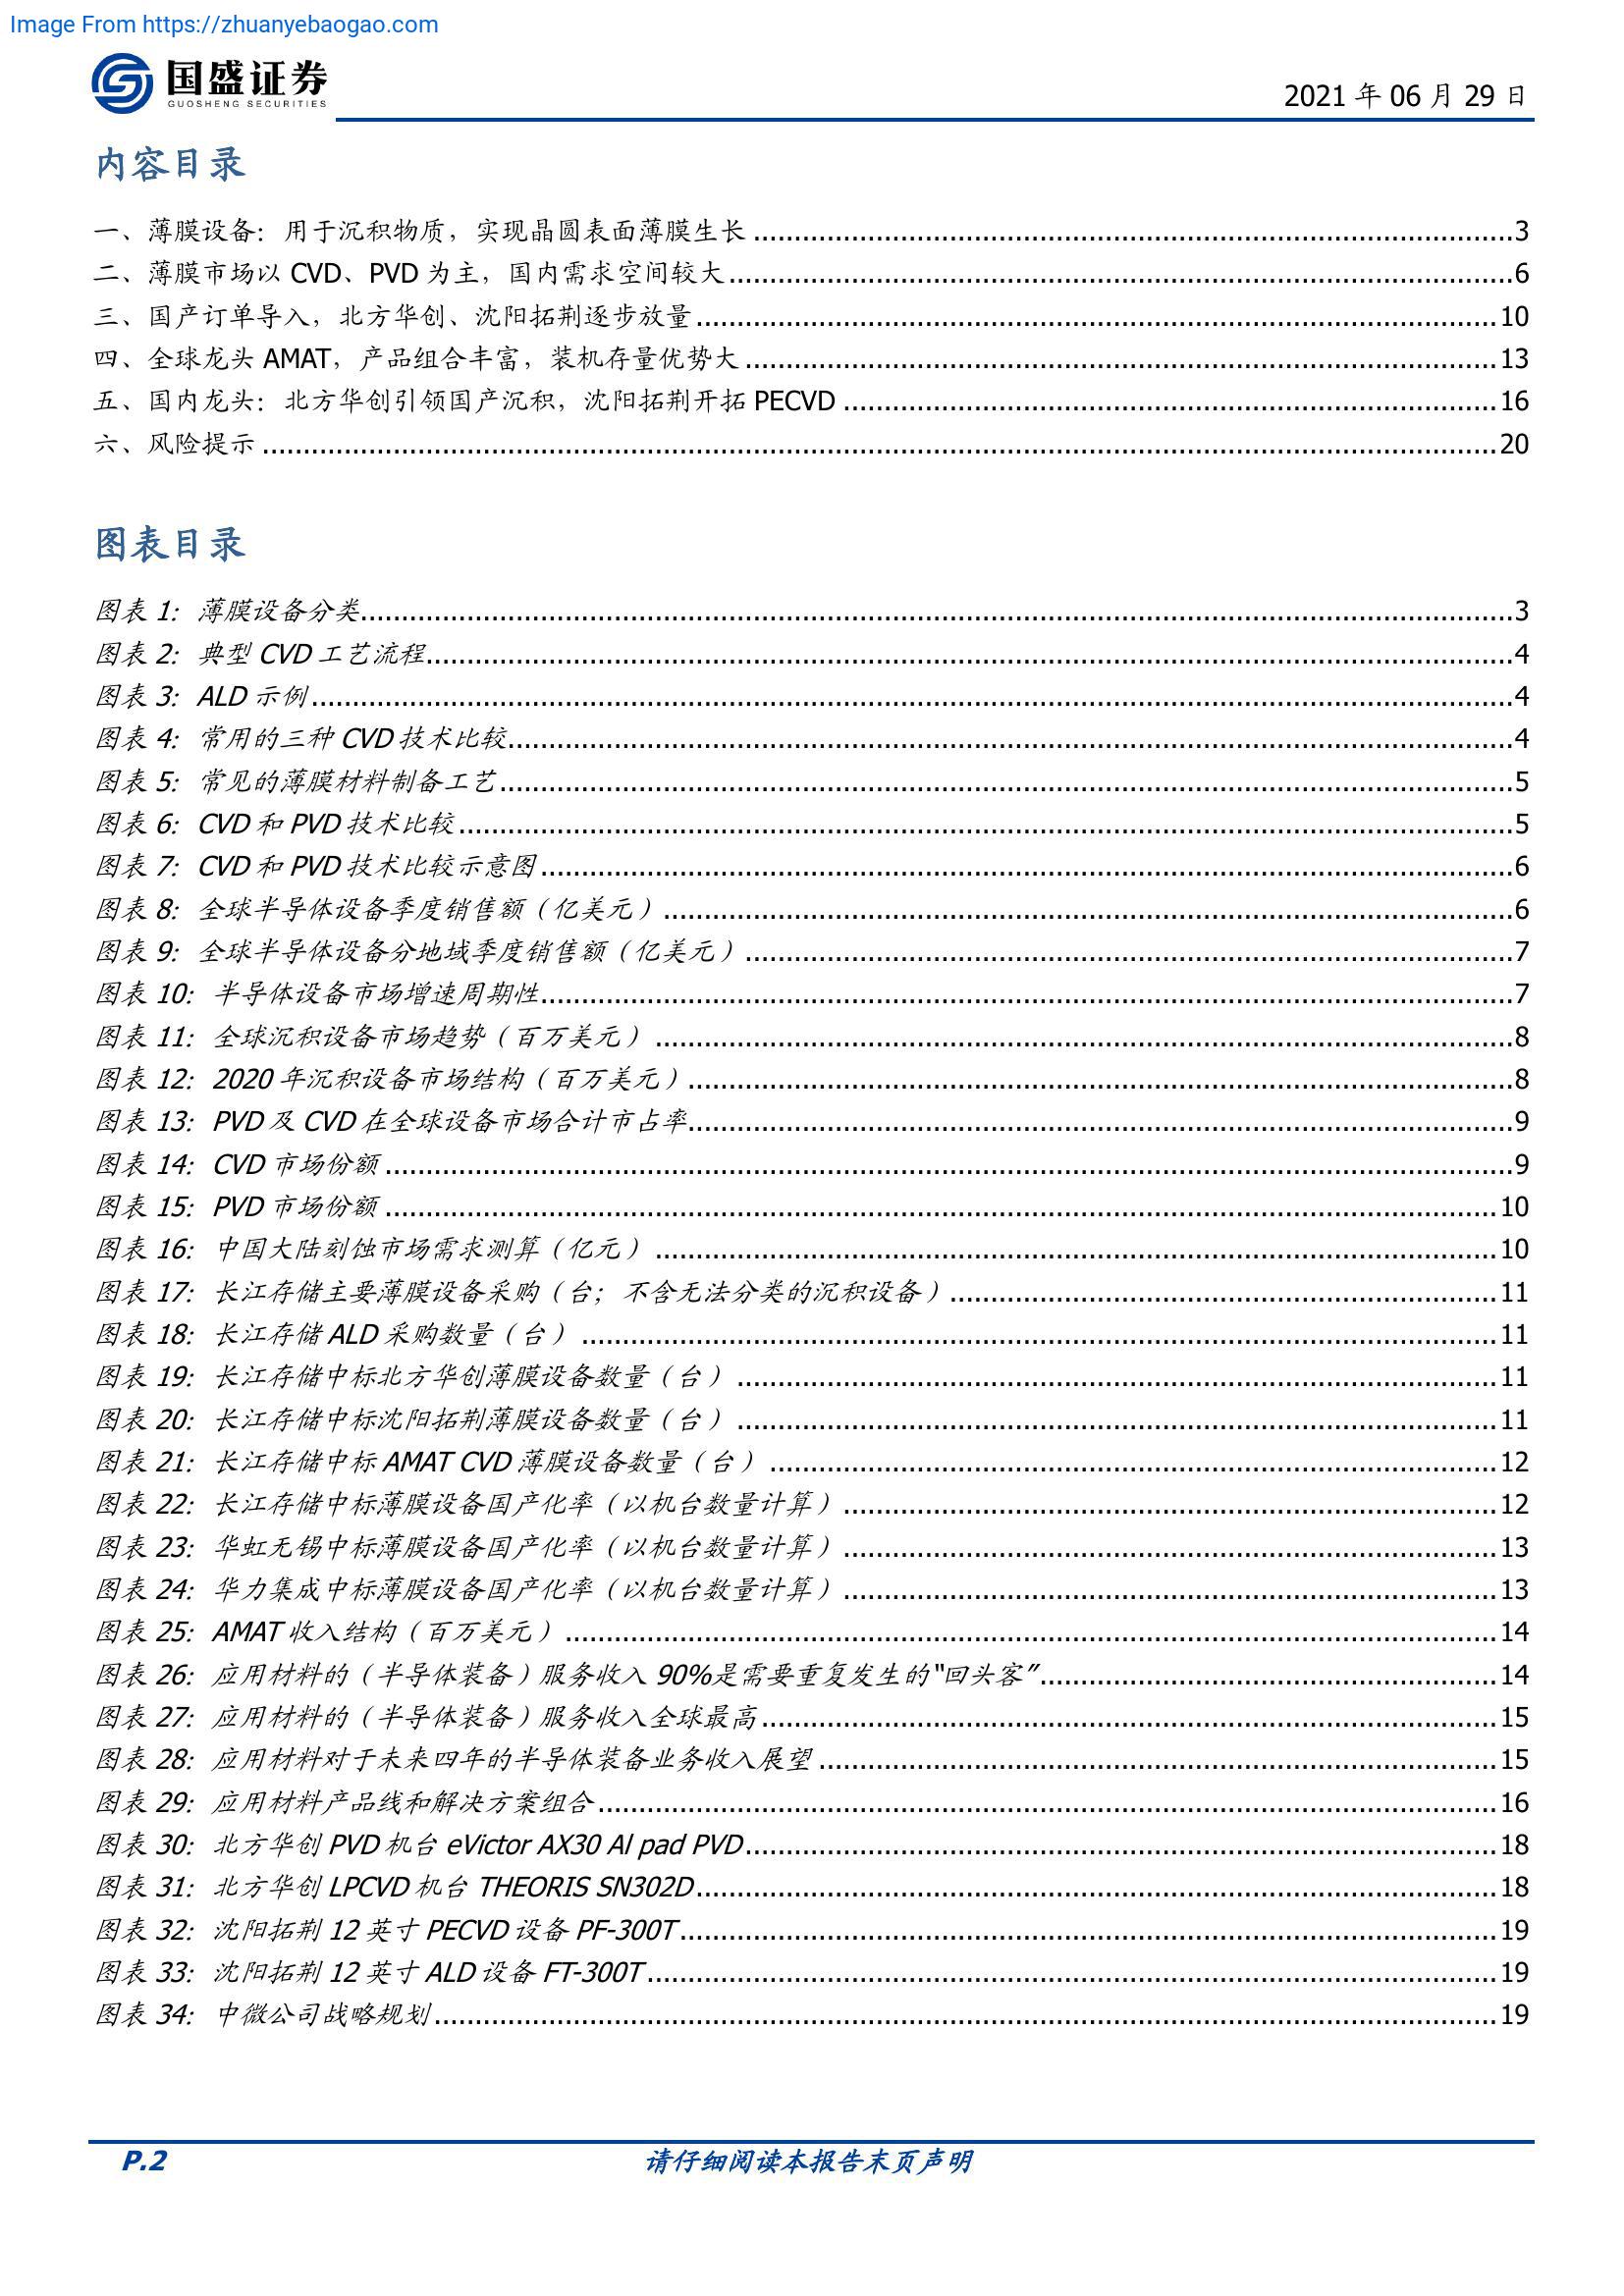 Image From https://zhuanyebaogao.com
国盛证券
GUOSHENG SECURITIES
2021 年 06 月 29 日
内容目录
一、薄膜设备：用于沉积物质，实现晶圆表面薄膜生长 3
二、薄膜市场以 CVD、PVD 为主，国内需求空间较大 6
三、国产订单导入，北方华创、沈阳拓荆逐步放量 10
四、全球龙头 AMAT，产品组合丰富，装机存量优势大 13
五、国内龙头：北方华创引领国产沉积，沈阳拓荆开拓 PECVD 16
六、风险提示 20
图表目录
图表 1：薄膜设备分类 3
图表 2：典型 CVD 工艺流程 4
图表 3：ALD 示例 4
图表 4：常用的三种 CVD 技术比较 4
图表 5：常见的薄膜材料制备工艺 5
图表 6：CVD 和 PVD 技术比较 5
图表 7：CVD 和 PVD 技术比较示意图 6
图表 8：全球半导体设备季度销售额（亿美元） 6
图表 9：全球半导体设备分地域季度销售额（亿美元） 7
图表 10：半导体设备市场增速周期性 7
图表 11：全球沉积设备市场趋势（百万美元） 8
图表 12：2020 年沉积设备市场结构（百万美元） 8
图表 13：PVD 及 CVD 在全球设备市场合计市占率 9
图表 14：CVD 市场份额 9
图表 15：PVD 市场份额 10
图表 16：中国大陆刻蚀市场需求测算（亿元） 10
图表 17：长江存储主要薄膜设备采购（台；不含无法分类的沉积设备） 11
图表 18：长江存储 ALD 采购数量（台） 11
图表 19：长江存储中标北方华创薄膜设备数量（台） 11
图表 20：长江存储中标沈阳拓荆薄膜设备数量（台） 11
图表 21：长江存储中标 AMAT CVD 薄膜设备数量（台） 12
图表 22：长江存储中标薄膜设备国产化率（以机台数量计算） 12
图表 23：华虹无锡中标薄膜设备国产化率（以机台数量计算） 13
图表 24：华力集成中标薄膜设备国产化率（以机台数量计算） 13
图表 25：AMAT 收入结构（百万美元） 14
图表 26：应用材料的（半导体装备）服务收入 90%是需要重复发生的“回头客” 14
图表 27：应用材料的（半导体装备）服务收入全球最高 15
图表 28：应用材料对于未来四年的半导体装备业务收入展望 15
图表 29：应用材料产品线和解决方案组合 16
图表 30：北方华创 PVD 机台 eVictor AX30 Al pad PVD 18
图表 31：北方华创 LPCVD 机台 THEORIS SN302D 18
图表 32：沈阳拓荆 12 英寸 PECVD 设备 PF-300T 19
图表 33：沈阳拓荆 12 英寸 ALD 设备 FT-300T 19
图表 34：中微公司战略规划 19
P.2 请仔细阅读本报告末页声明